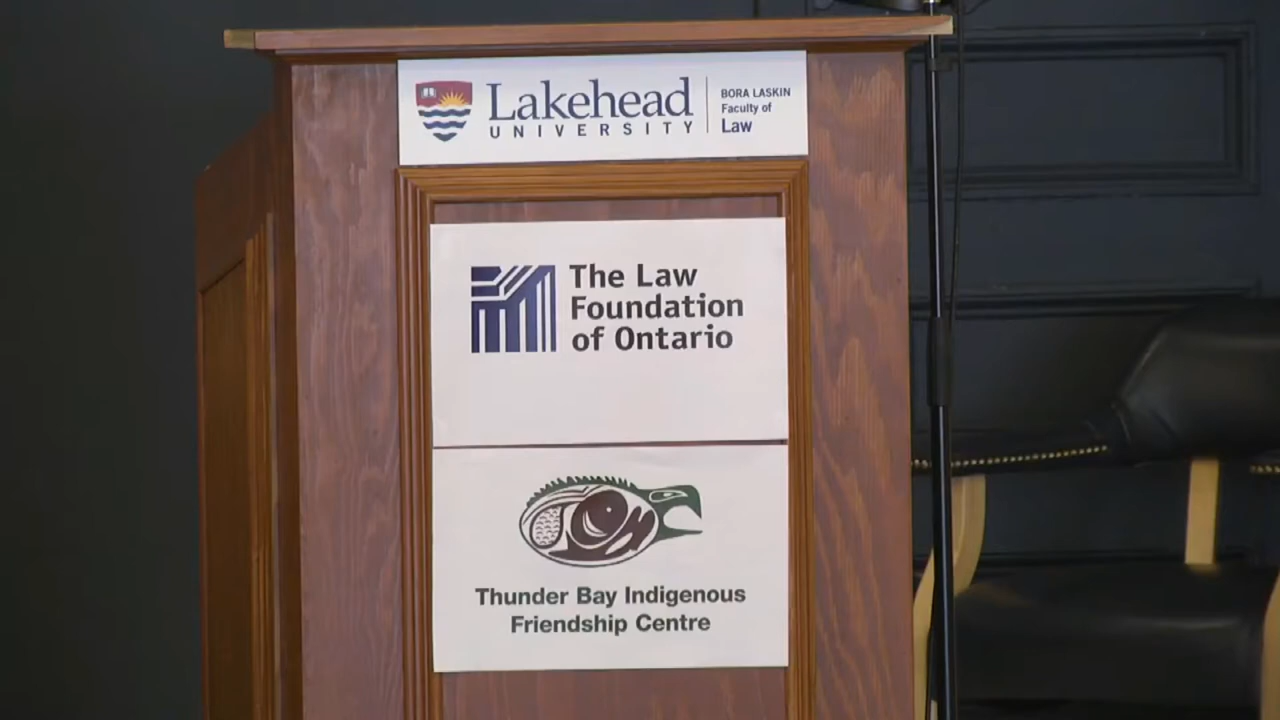 Lakehead
UNIVERSITY
BORA LASKIN
Faculty of
Law
The Law
Foundation
of Ontario
Thunder Bay Indigenous
Friendship Centre